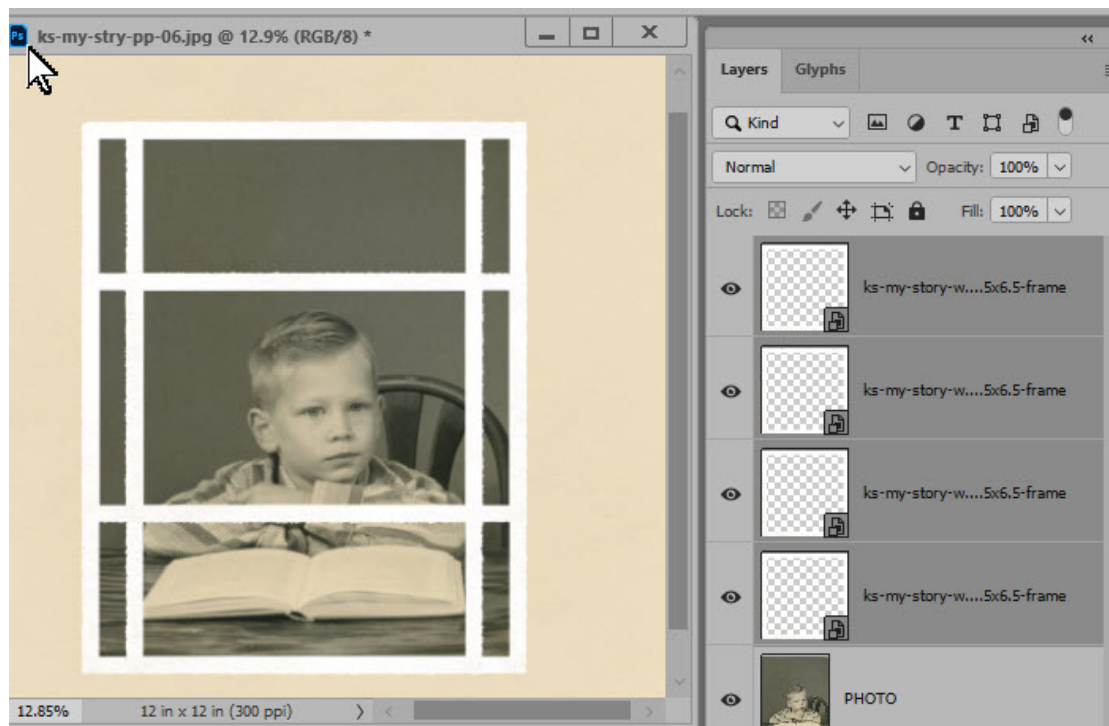 Ps ks-my-stry-pp-06.jpg @ 12.9% (RGB/8) *
Layers Glyphs
Kind
Normal Opacity: 100%
Lock: Fill: 100%
ks-my-story-w....5x6.5-frame
ks-my-story-w....5x6.5-frame
ks-my-story-w....5x6.5-frame
ks-my-story-w....5x6.5-frame
PHOTO
12.85% 12 in x 12 in (300 ppi)